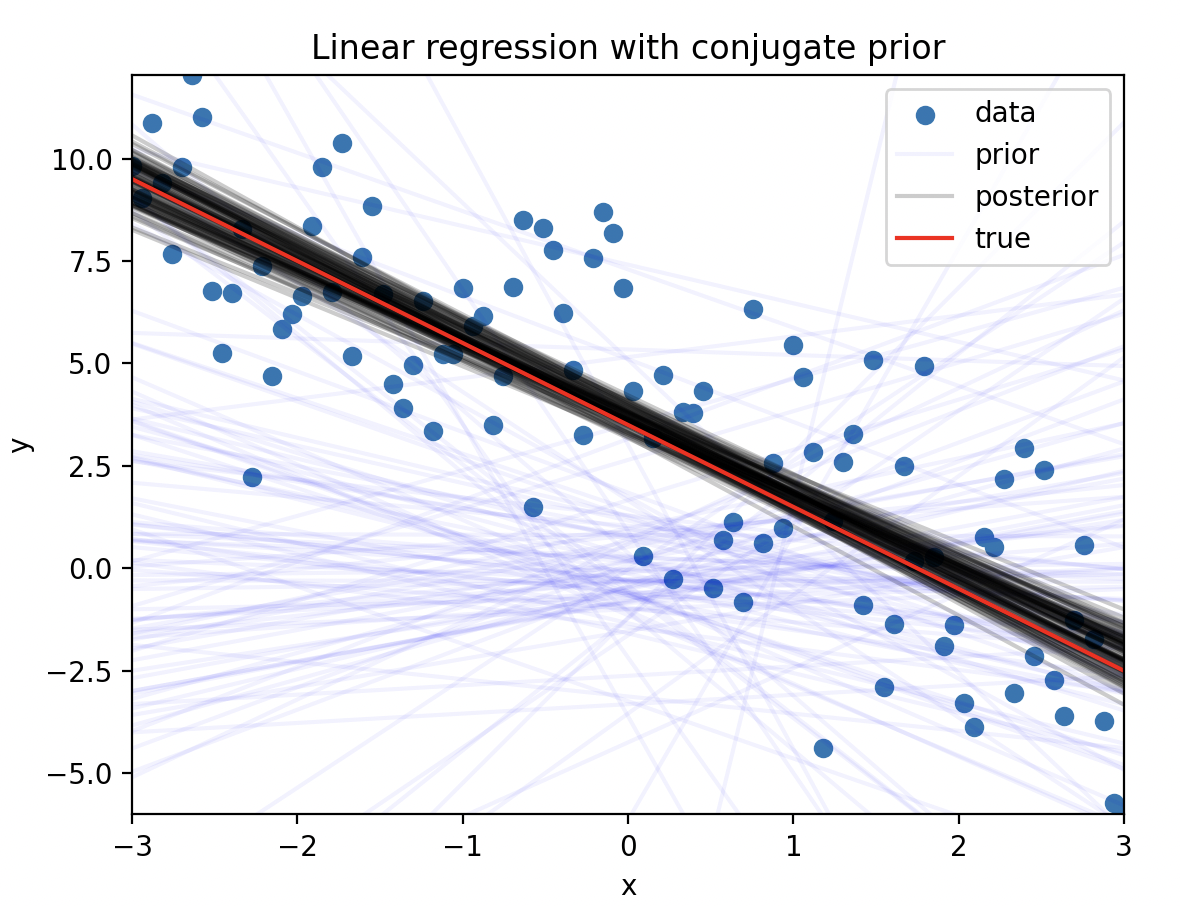 Linear regression with conjugate prior
data
prior
posterior
true
10.0
7.5
5.0
2.5
0.0
−2.5
−5.0
y
−3
−2
−1
0
1
2
3
x